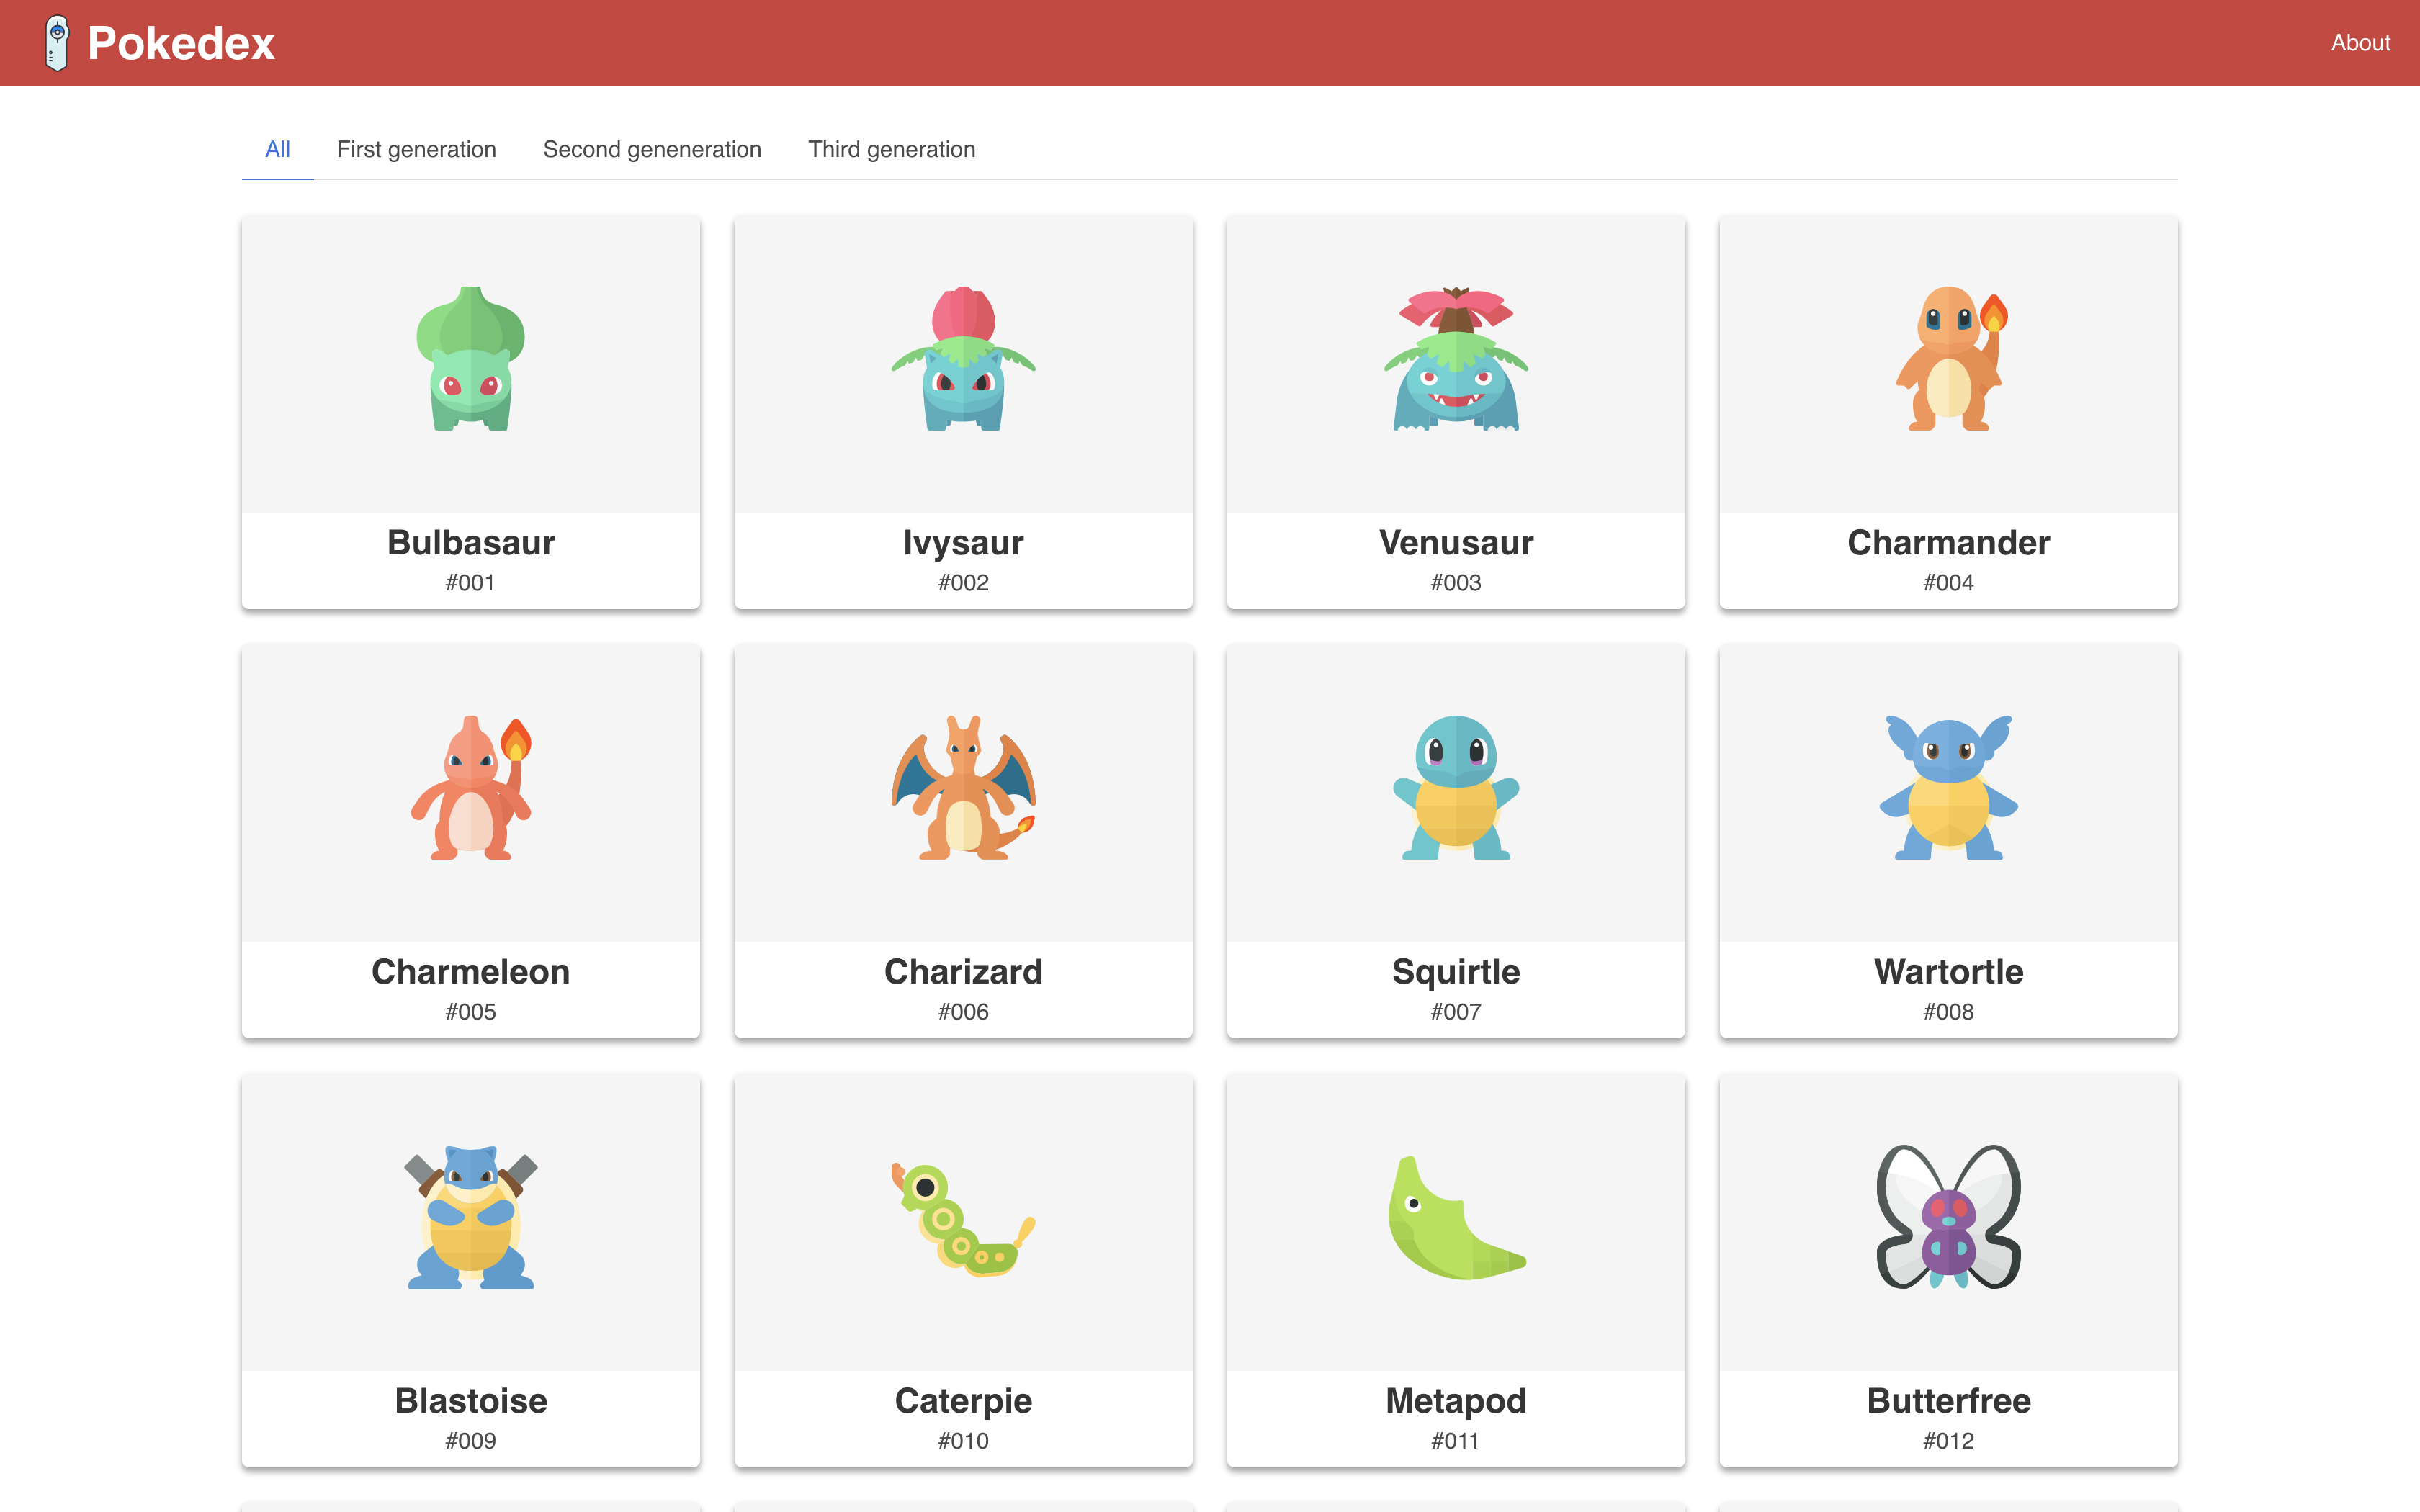 Pokedex
About
All
First generation
Second geneneration
Third generation
Bulbasaur
#001
Ivysaur
#002
Venusaur
#003
Charmander
#004
Charmeleon
#005
Charizard
#006
Squirtle
#007
Wartortle
#008
Blastoise
#009
Caterpie
#010
Metapod
#011
Butterfree
#012